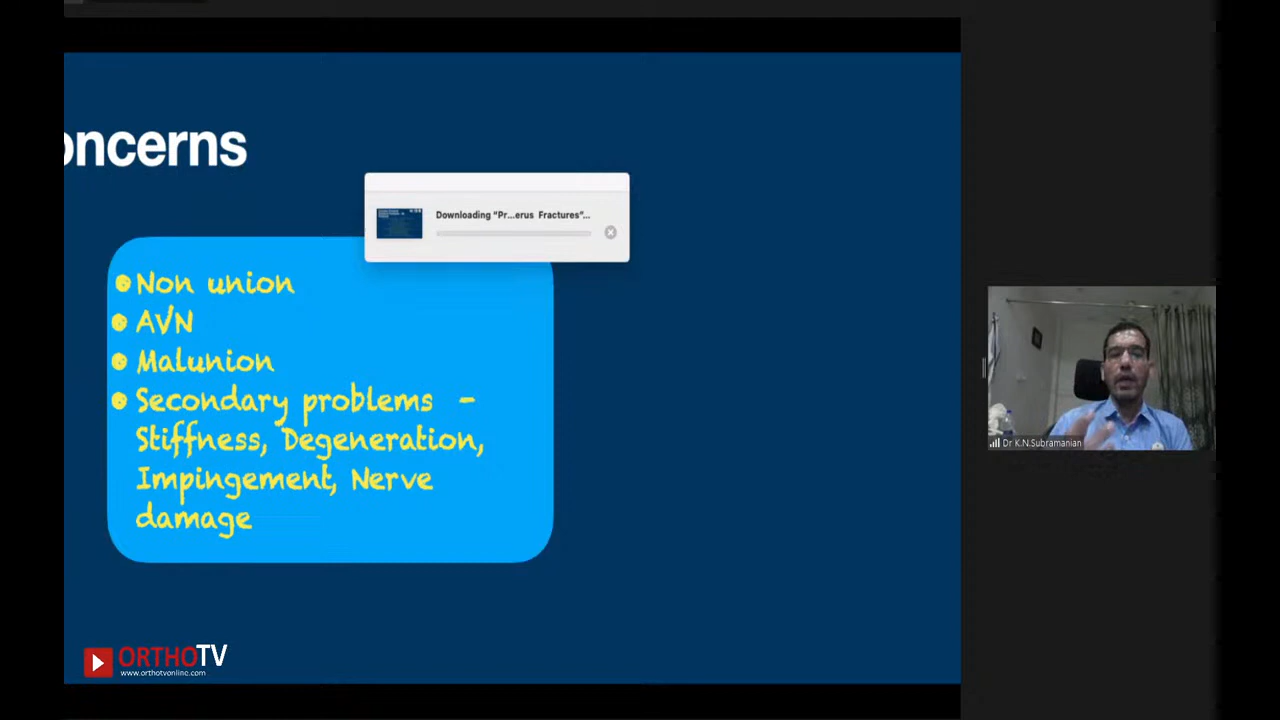 oncerns
Downloading “Pr...erus Fractures”...
Non union
AVN
Malunion
Secondary problems -
Stiffness, Degeneration,
Impingement, Nerve
damage
Dr K.N.Subramanian
ORTHOTV
www.orthotvonline.com